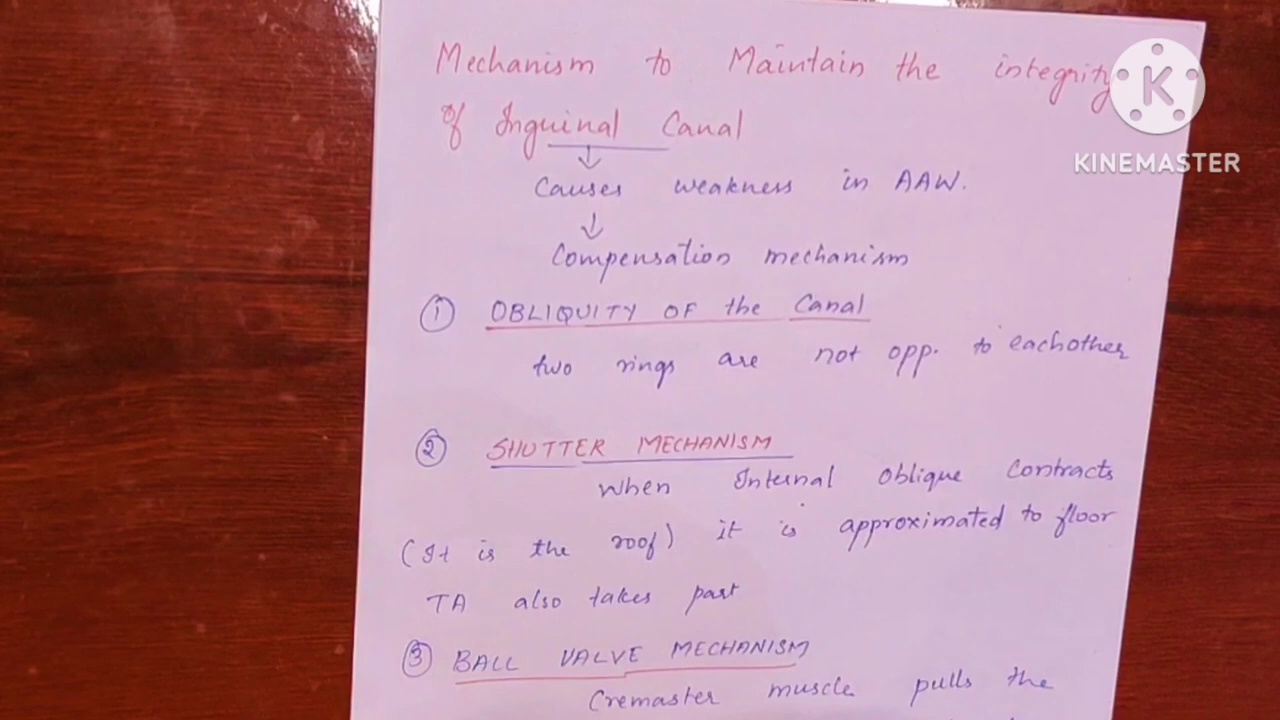 Mechanism to Maintain the integrity
of Inguinal Canal
Causes weakness in AAW.
Compensation mechanism
① OBLIQUITY OF the Canal
two rings are not opp. to eachother
② SHUTTER MECHANISM
When Internal oblique contracts
(It is the roof) it is approximated to floor
TA also takes part
③ BALL VALVE MECHANISM
Cremaster muscle pulls the
K
KINEMASTER